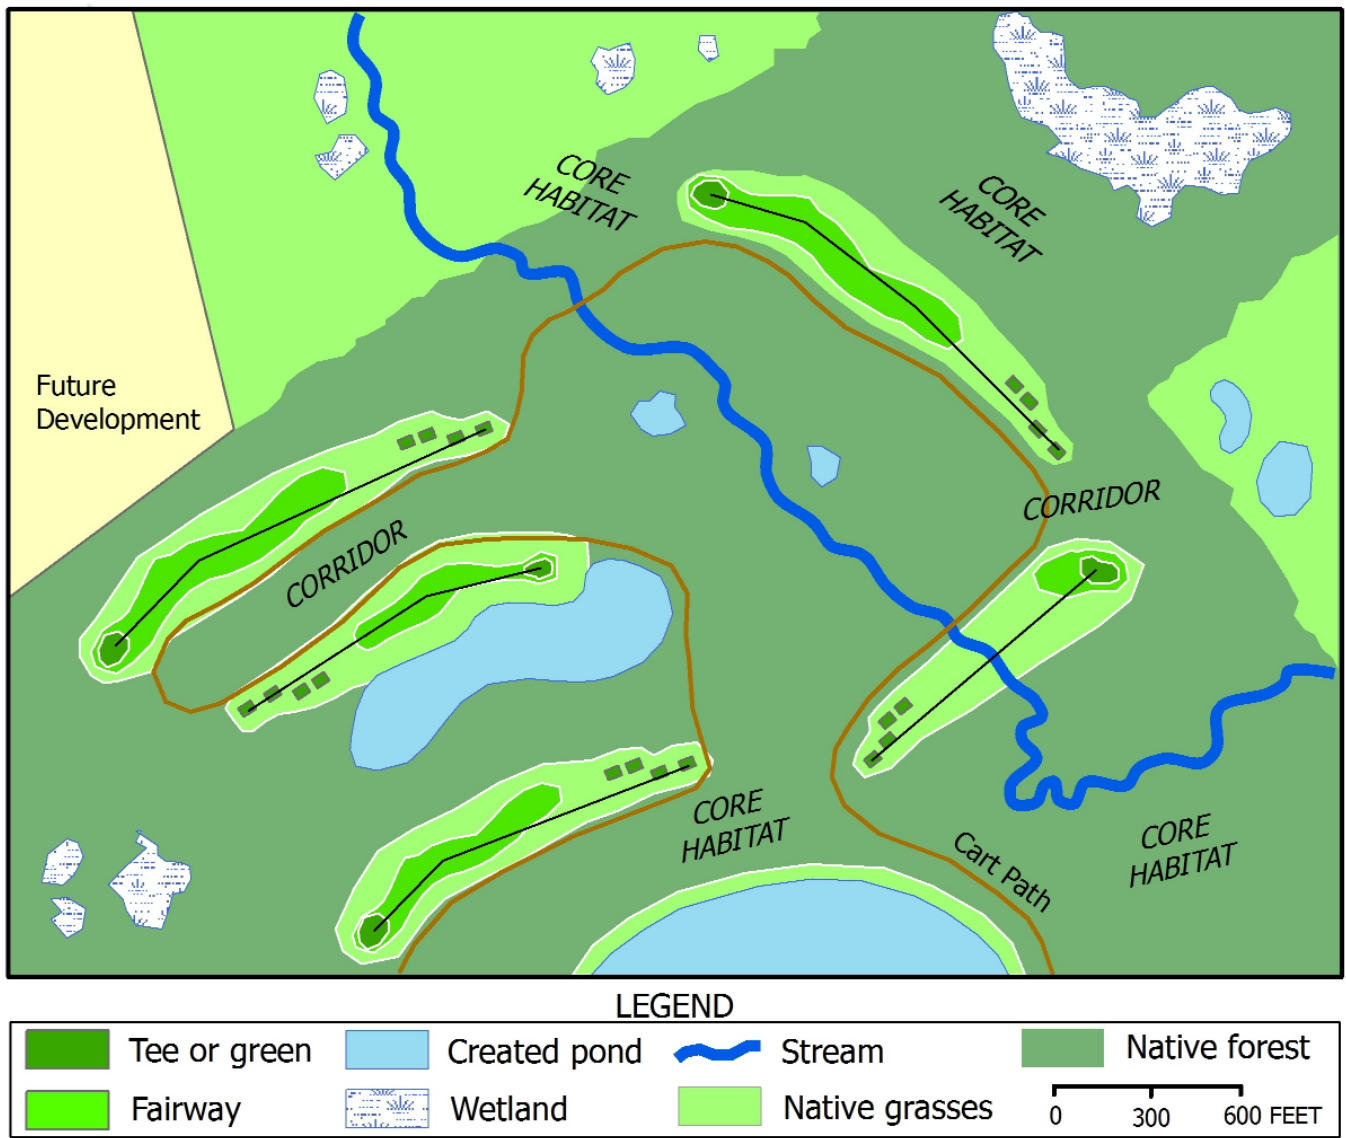 CORE
HABITAT
CORE
HABITAT
Future
Development
CORRIDOR
CORRIDOR
CORE
HABITAT
CORE
HABITAT
Cart Path
LEGEND
Tee or green
Created pond
Stream
Native forest
Fairway
Wetland
Native grasses
0 300 600 FEET